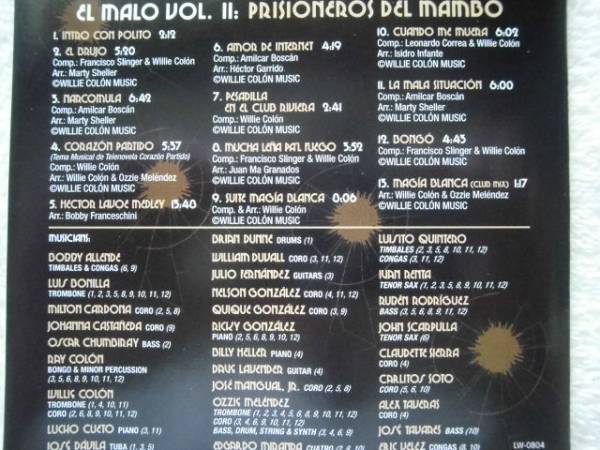 EL MALO VOL. II: PRISIONEROS DEL MAMBO
1. INTRO CON POLITO 2:12
2. EL BRUJO 5:20
Comp.: Francisco Slinger & Willie Colón
Arr.: Marty Sheller
©WILLIE COLÓN MUSIC
3. NARCOMULA 6:42
Comp.: Amilcar Boscán
Arr.: Marty Sheller
©WILLIE COLÓN MUSIC
4. CORAZÓN PARTIDO 5:37
(Tema Musical de Telenovela Corazón Partido)
Comp.: Willie Colón
Arr.: Willie Colón & Ozzie Meléndez
©WILLIE COLÓN MUSIC
5. HECTOR LAVOE MEDLEY 13:40
Arr.: Bobby Franceschini
6. AMOR DE INTERNET 4:19
Comp.: Amilcar Boscán
Arr.: Héctor Garrido
©WILLIE COLÓN MUSIC
7. PESADILLA
EN EL CLUB RIVIERA 2:41
Comp.: Willie Colón
©WILLIE COLÓN MUSIC
8. MUCHA LEÑA PA'L FUEGO 3:52
Comp.: Francisco Slinger & Willie Colón
Arr.: Juan Ma Granados
©WILLIE COLÓN MUSIC
9. SUITE MAGÍA BLANCA 0:06
Comp. & Arr.: Willie Colón
©WILLIE COLÓN MUSIC
10. CUANDO ME MUERA 6:02
Comp.: Leonardo Correa & Willie Colón
Arr.: Isidro Infante
©WILLIE COLÓN MUSIC
11. LA MALA SITUACIÓN 6:00
Comp.: Amilcar Boscán
Arr.: Marty Sheller
©WILLIE COLÓN MUSIC
12. BONGÓ 4:43
Comp.: Francisco Slinger & Willie Colón
©WILLIE COLÓN MUSIC
13. MAGÍA BLANCA (CLUB MIX) 1:17
Arr.: Willie Colón & Ozzie Meléndez
©WILLIE COLÓN MUSIC
MUSICIANS:
BOBBY ALLENDE
TIMBALES & CONGAS (6, 9)
LUIS BONILLA
TROMBONE (1, 2, 3, 5, 8, 9, 10, 11, 12)
MILTON CARDONA CORO (2, 5, 8)
JOHANNA CASTAÑEDA CORO (9)
OSCAR CHUMBIRAY BASS (2)
RAY COLÓN
BONGO & MINOR PERCUSSION
(3, 5, 6, 8, 9, 10, 11, 12)
WILLIE COLÓN
TROMBONE (1, 4, 10, 11)
CORO (2, 6, 8, 9, 10, 11, 12)
LUCHO CUETO PIANO (3, 11)
JOSÉ DÁVILA TUBA (1, 3, 5)
BRIAN DUNNE DRUMS (1)
WILLIAM DUVALL CORO (3, 11, 12)
JULIO FERNÁNDEZ GUITARS (3)
NELSON GONZÁLEZ CORO (4, 11, 12)
QUIQUE GONZÁLEZ CORO (3, 9)
RICKY GONZÁLEZ
PIANO (2, 5, 6, 8, 9, 10, 12)
BILLY HELLER PIANO (4)
DRUE LAVENDER GUITAR (4)
JOSÉ MANGUAL, JR. CORO (2, 5, 8)
OZZIE MELÉNDEZ
TROMBONE (1, 2, 3, 4, 5, 6, 8, 9, 10, 11, 12)
CORO (3, 4, 6, 9, 10, 11, 12)
BASS, DRUM, STRING & SYNTH (3, 4, 6, 9)
EDGARDO MIRANDA CUATRO
LUISITO QUINTERO
TIMBALES (2, 3, 5, 8, 10, 11, 12)
CONGAS (3, 11, 12)
IVAN RENTA
TENOR SAX (1, 2, 3, 5, 8, 9, 10, 11, 12)
RUBÉN RODRÍGUEZ
BASS (3, 5, 6, 8, 9, 11, 12)
JOHN SCARPULLA
TENOR SAX (6)
CLAUDETTE SIERRA
CORO (4)
CARLITOS SOTO
CORO (5, 6, 10)
ALEX TAVERAS
CORO (4)
JOSÉ TAVARES BASS (10)
ERIC VELEZ CONGAS
LW-0804